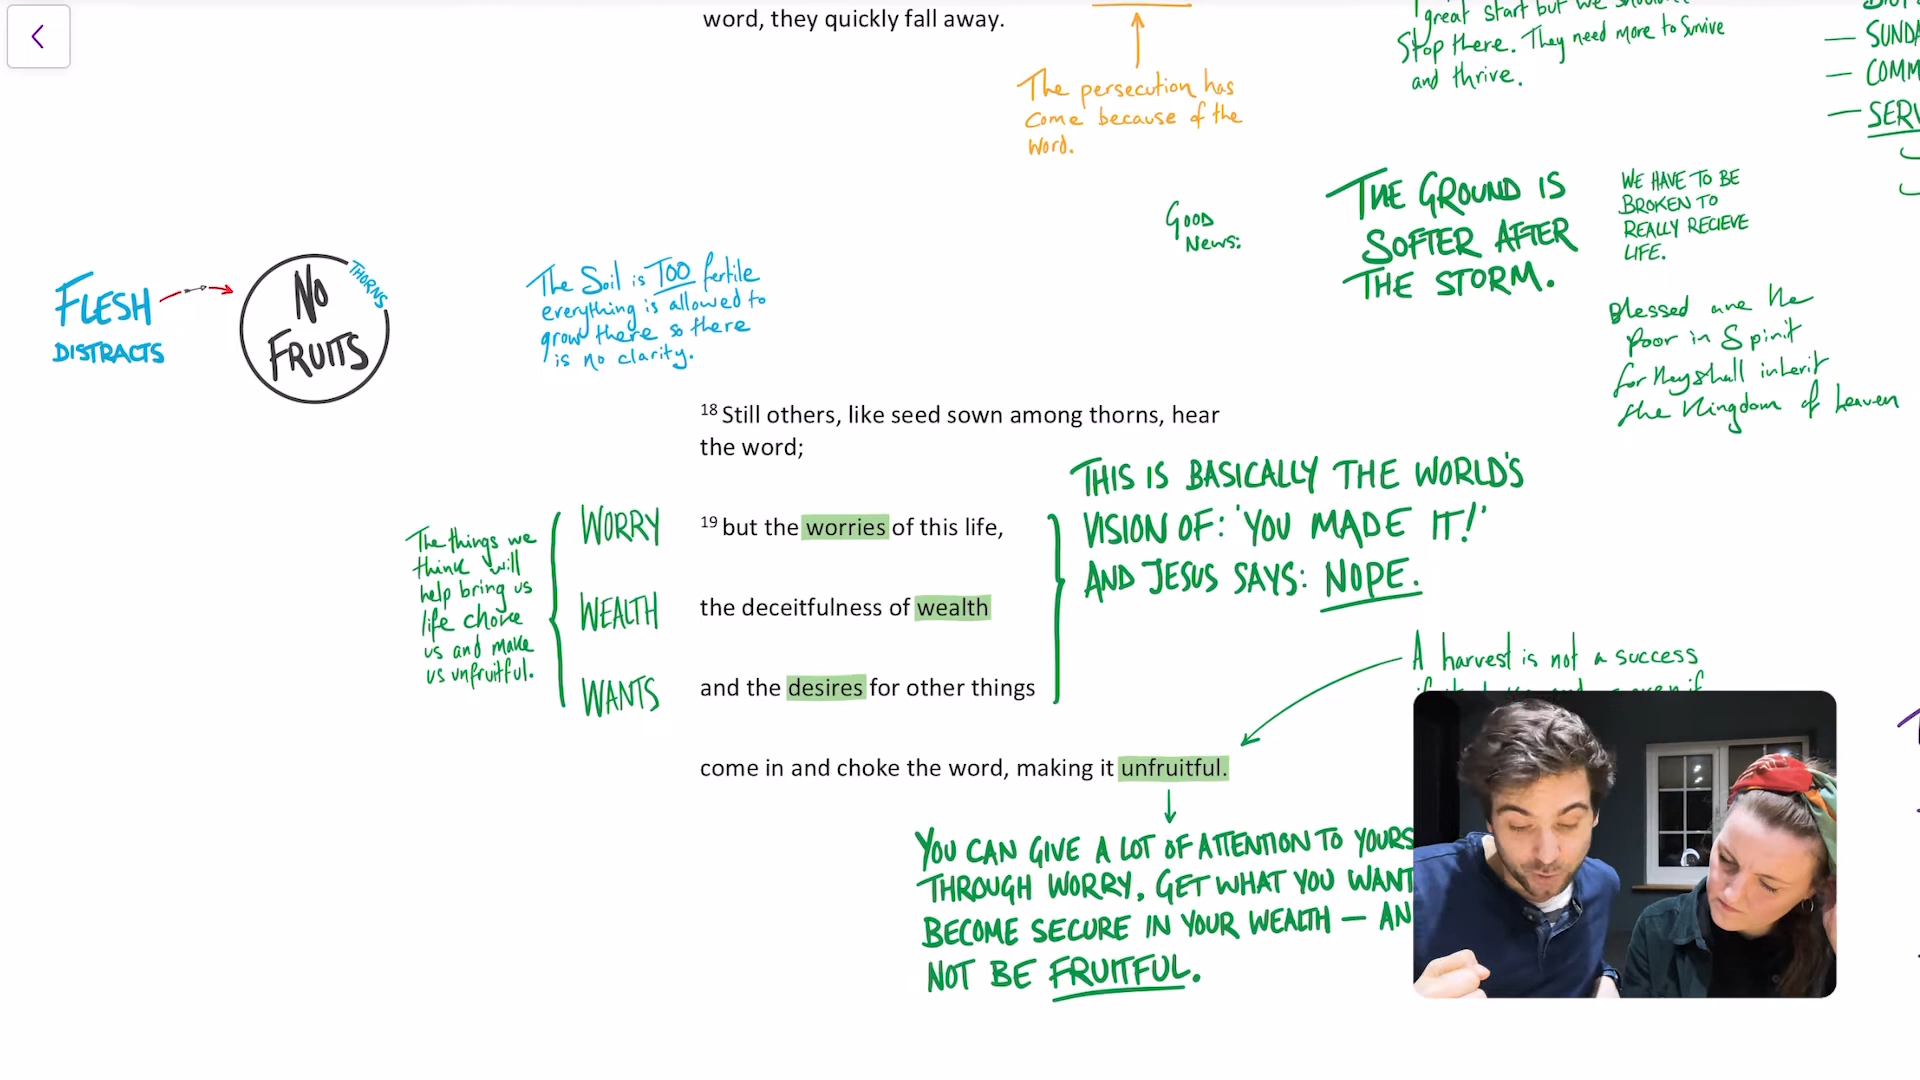 word, they quickly fall away.
The persecution has
come because of the
word.
great start but we
Stop there. They need more to survive
and thrive.
— SUNDA
— COMM
— SERV
GOOD
NEWS:
THE GROUND IS
SOFTER AFTER
THE STORM.
WE HAVE TO BE
BROKEN TO
REALLY RECIEVE
LIFE.
Blessed are the
poor in Spirit
for they shall inherit
the Kingdom of heaven
FLESH
DISTRACTS
NO
FRUITS
THORNS
The Soil is TOO fertile
everything is allowed to
grow there so there
is no clarity.
18 Still others, like seed sown among thorns, hear
the word;
The things we
think will
help bring us
life choke
us and make
us unfruitful.
WORRY
WEALTH
WANTS
19 but the worries of this life,
the deceitfulness of wealth
and the desires for other things
come in and choke the word, making it unfruitful.
THIS IS BASICALLY THE WORLD'S
VISION OF: 'YOU MADE IT!'
AND JESUS SAYS: NOPE.
A harvest is not a success
YOU CAN GIVE A LOT OF ATTENTION TO YOURS
THROUGH WORRY, GET WHAT YOU WANT
BECOME SECURE IN YOUR WEALTH — AN
NOT BE FRUITFUL.